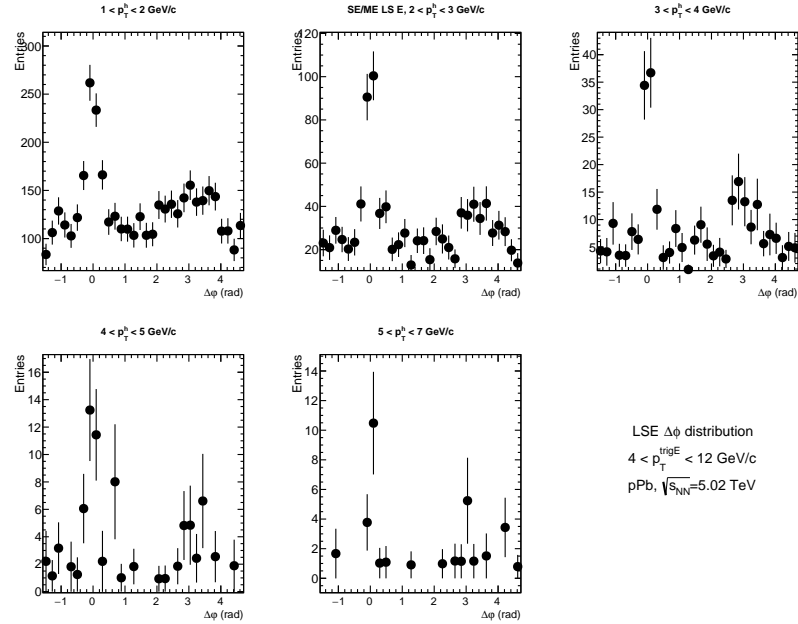 1 < p_T^h < 2 GeV/c
Entries
300
250
200
150
100
−1 0 1 2 3 4
Δφ (rad)
SE/ME LS E, 2 < p_T^h < 3 GeV/c
Entries
120
100
80
60
40
20
−1 0 1 2 3 4
Δφ (rad)
3 < p_T^h < 4 GeV/c
Entries
45
40
35
30
25
20
15
10
5
−1 0 1 2 3 4
Δφ (rad)
4 < p_T^h < 5 GeV/c
Entries
16
14
12
10
8
6
4
2
0
−1 0 1 2 3 4
Δφ (rad)
5 < p_T^h < 7 GeV/c
Entries
14
12
10
8
6
4
2
0
−1 0 1 2 3 4
Δφ (rad)
LSE Δϕ distribution
4 < p_T^trigE < 12 GeV/c
pPb, √s_NN=5.02 TeV